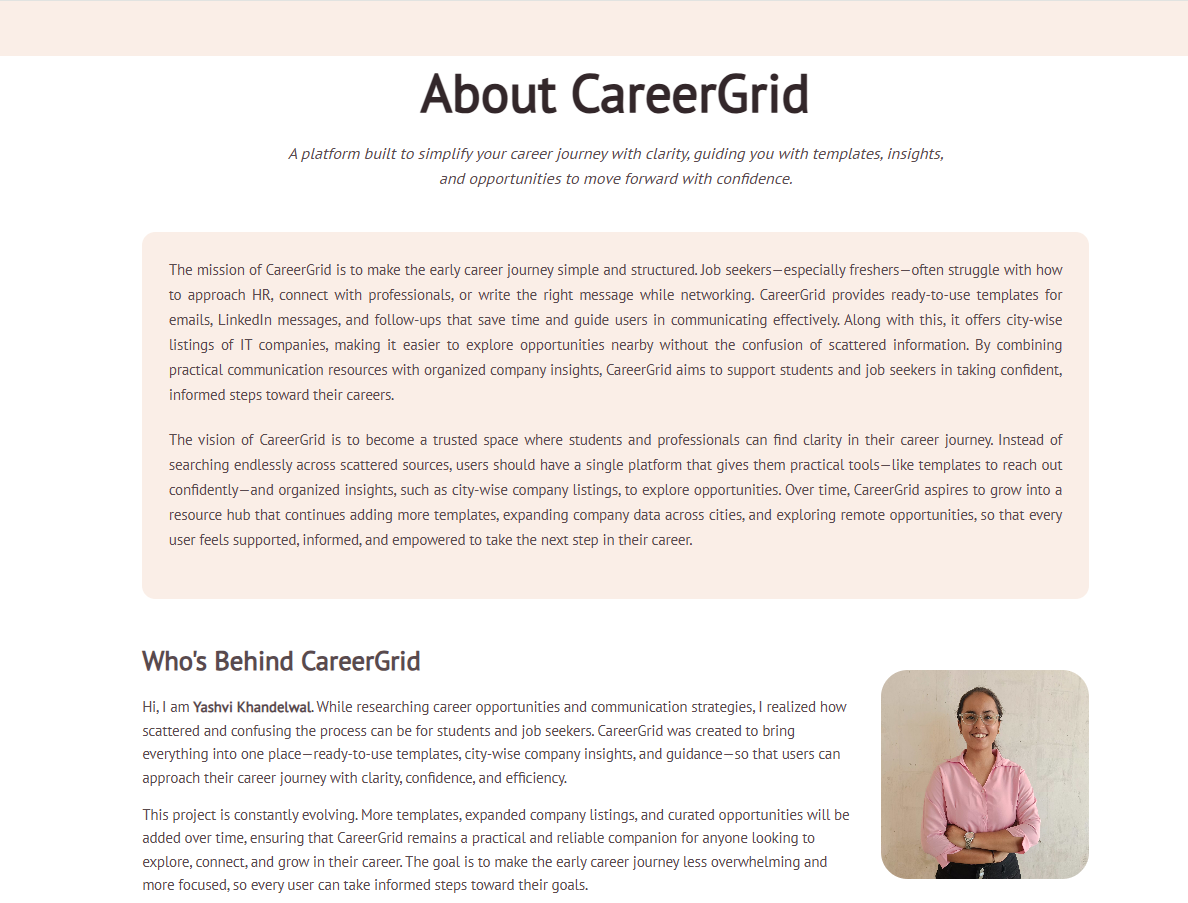 About CareerGrid
A platform built to simplify your career journey with clarity, guiding you with templates, insights,
and opportunities to move forward with confidence.
The mission of CareerGrid is to make the early career journey simple and structured. Job seekers—especially freshers—often struggle with how
to approach HR, connect with professionals, or write the right message while networking. CareerGrid provides ready-to-use templates for
emails, LinkedIn messages, and follow-ups that save time and guide users in communicating effectively. Along with this, it offers city-wise
listings of IT companies, making it easier to explore opportunities nearby without the confusion of scattered information. By combining
practical communication resources with organized company insights, CareerGrid aims to support students and job seekers in taking confident,
informed steps toward their careers.
The vision of CareerGrid is to become a trusted space where students and professionals can find clarity in their career journey. Instead of
searching endlessly across scattered sources, users should have a single platform that gives them practical tools—like templates to reach out
confidently—and organized insights, such as city-wise company listings, to explore opportunities. Over time, CareerGrid aspires to grow into a
resource hub that continues adding more templates, expanding company data across cities, and exploring remote opportunities, so that every
user feels supported, informed, and empowered to take the next step in their career.
Who's Behind CareerGrid
Hi, I am Yashvi Khandelwal. While researching career opportunities and communication strategies, I realized how
scattered and confusing the process can be for students and job seekers. CareerGrid was created to bring
everything into one place—ready-to-use templates, city-wise company insights, and guidance—so that users can
approach their career journey with clarity, confidence, and efficiency.
This project is constantly evolving. More templates, expanded company listings, and curated opportunities will be
added over time, ensuring that CareerGrid remains a practical and reliable companion for anyone looking to
explore, connect, and grow in their career. The goal is to make the early career journey less overwhelming and
more focused, so every user can take informed steps toward their goals.